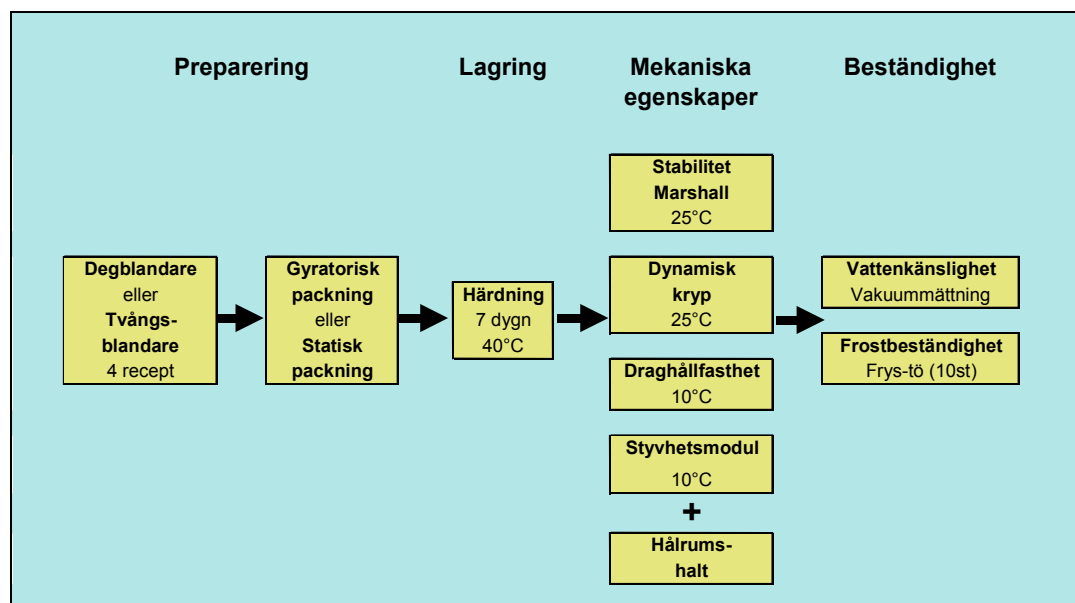 Preparering
Lagring
Mekaniska
egenskaper
Beständighet
Degblandare
eller
Tvångs-
blandare
4 recept
Gyratorisk
packning
eller
Statisk
packning
Härdning
7 dygn
40°C
Stabilitet
Marshall
25°C
Dynamisk
kryp
25°C
Draghållfasthet
10°C
Styvhetsmodul
10°C
+
Hålrums-
halt
Vattenkänslighet
Vakuummättning
Frostbeständighet
Frys-tö (10st)